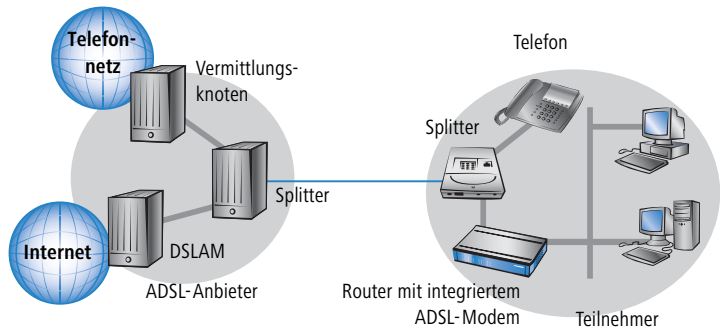 Telefon-
netz
Vermittlungs-
knoten
Splitter
Internet
DSLAM
ADSL-Anbieter
Telefon
Splitter
Router mit integriertem
ADSL-Modem
Teilnehmer